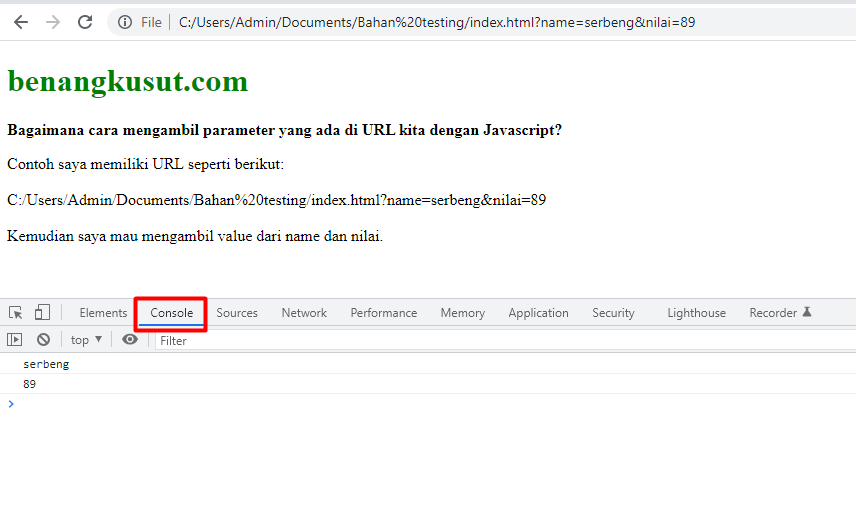 File C:/Users/Admin/Documents/Bahan%20testing/index.html?name=serbeng&nilai=89
benangkusut.com
Bagaimana cara mengambil parameter yang ada di URL kita dengan Javascript?
Contoh saya memiliki URL seperti berikut:
C:/Users/Admin/Documents/Bahan%20testing/index.html?name=serbeng&nilai=89
Kemudian saya mau mengambil value dari name dan nilai.
Elements Console Sources Network Performance Memory Application Security Lighthouse Recorder
top Filter
serbeng
89